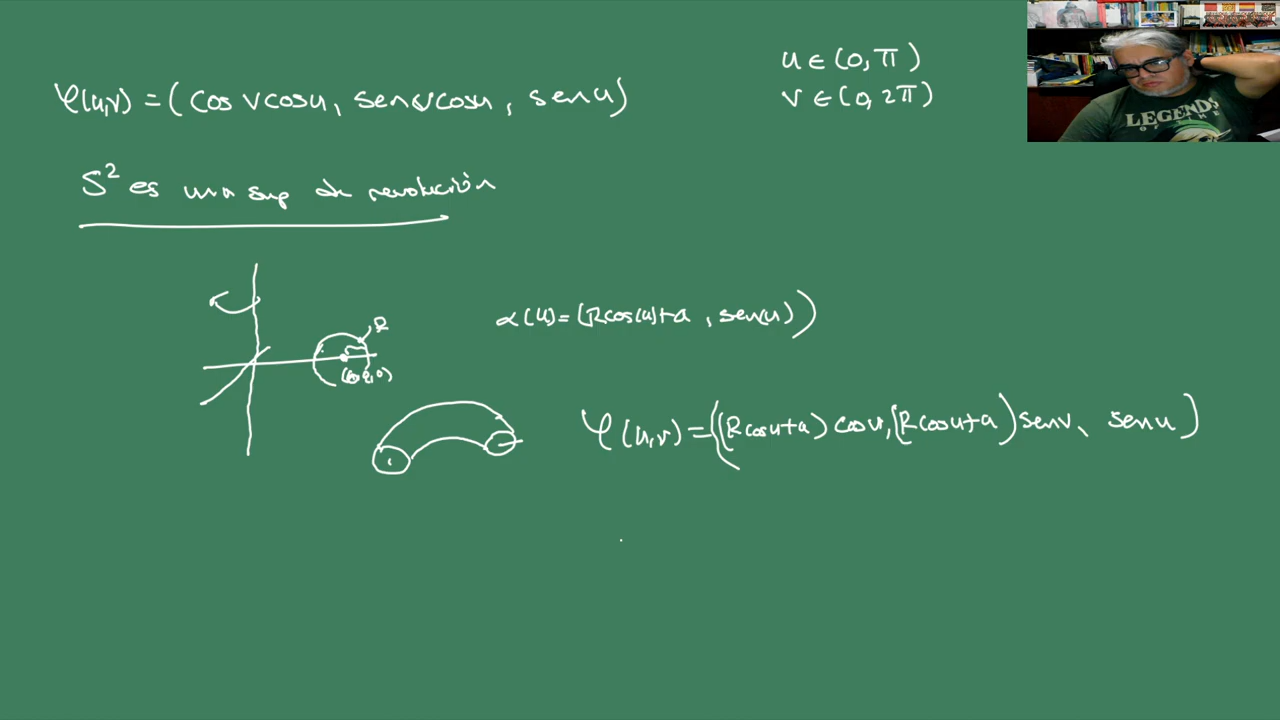 φ(u,v) = (cos v cos u, sen v cos u, sen u)
u ∈ (0, π)
v ∈ (0, 2π)
S² es una sup de revolución
R
α(u) = (R cos(u) + a, sen(u))
φ(u,v) = ((R cos u + a) cos v, (R cos u + a) sen v, sen u)
LEGENDS